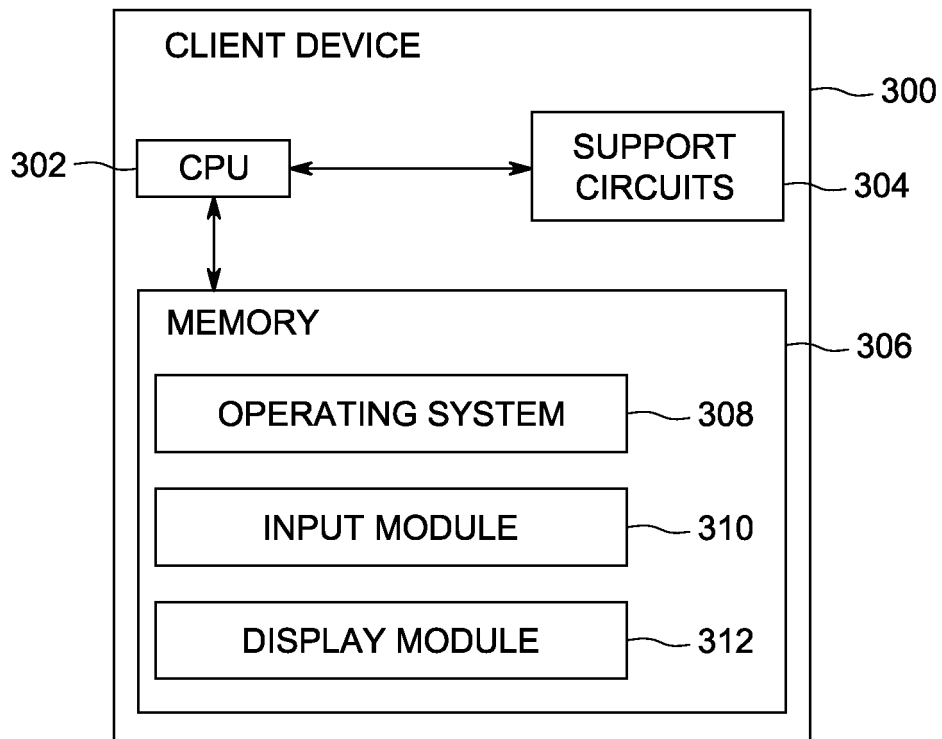 CLIENT DEVICE
300
302
CPU
SUPPORT
CIRCUITS
304
MEMORY
306
OPERATING SYSTEM
308
INPUT MODULE
310
DISPLAY MODULE
312